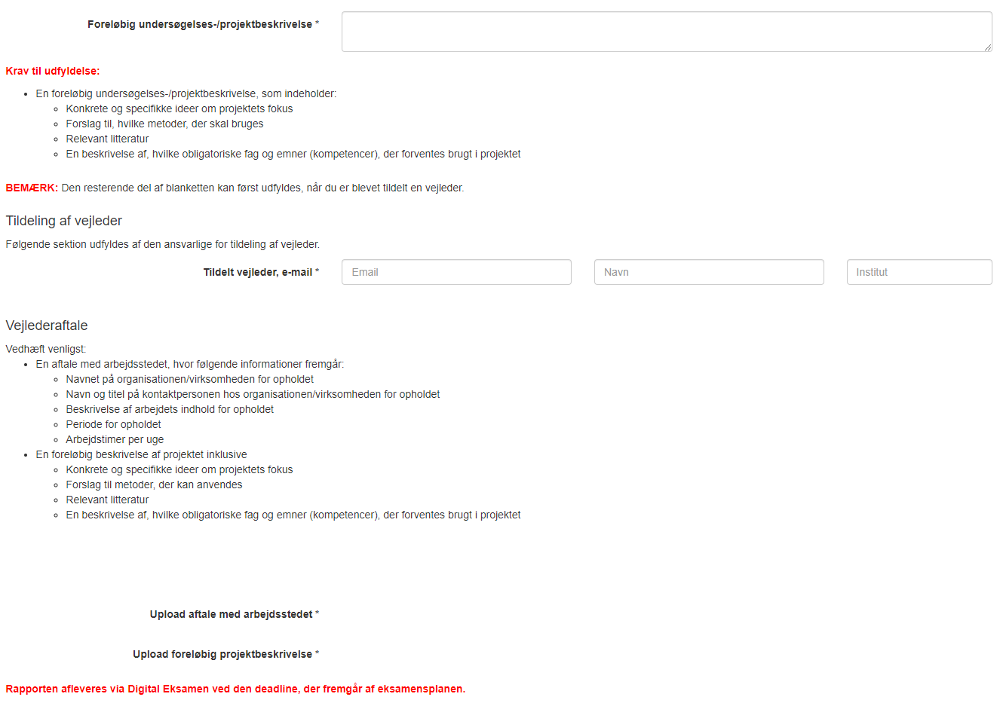 Foreløbig undersøgelses-/projektbeskrivelse *
Krav til udfyldelse:
• En foreløbig undersøgelses-/projektbeskrivelse, som indeholder:
◦ Konkrete og specifikke ideer om projektets fokus
◦ Forslag til, hvilke metoder, der skal bruges
◦ Relevant litteratur
◦ En beskrivelse af, hvilke obligatoriske fag og emner (kompetencer), der forventes brugt i projektet
BEMÆRK: Den resterende del af blanketten kan først udfyldes, når du er blevet tildelt en vejleder.
Tildeling af vejleder
Følgende sektion udfyldes af den ansvarlige for tildeling af vejleder.
Tildelt vejleder, e-mail * Email Navn Institut
Vejlederaftale
Vedhæft venligst:
• En aftale med arbejdsstedet, hvor følgende informationer fremgår:
◦ Navnet på organisationen/virksomheden for opholdet
◦ Navn og titel på kontaktpersonen hos organisationen/virksomheden for opholdet
◦ Beskrivelse af arbejdets indhold for opholdet
◦ Periode for opholdet
◦ Arbejdstimer per uge
• En foreløbig beskrivelse af projektet inklusive
◦ Konkrete og specifikke ideer om projektets fokus
◦ Forslag til metoder, der kan anvendes
◦ Relevant litteratur
◦ En beskrivelse af, hvilke obligatoriske fag og emner (kompetencer), der forventes brugt i projektet
Upload aftale med arbejdsstedet *
Upload foreløbig projektbeskrivelse *
Rapporten afleveres via Digital Eksamen ved den deadline, der fremgår af eksamensplanen.